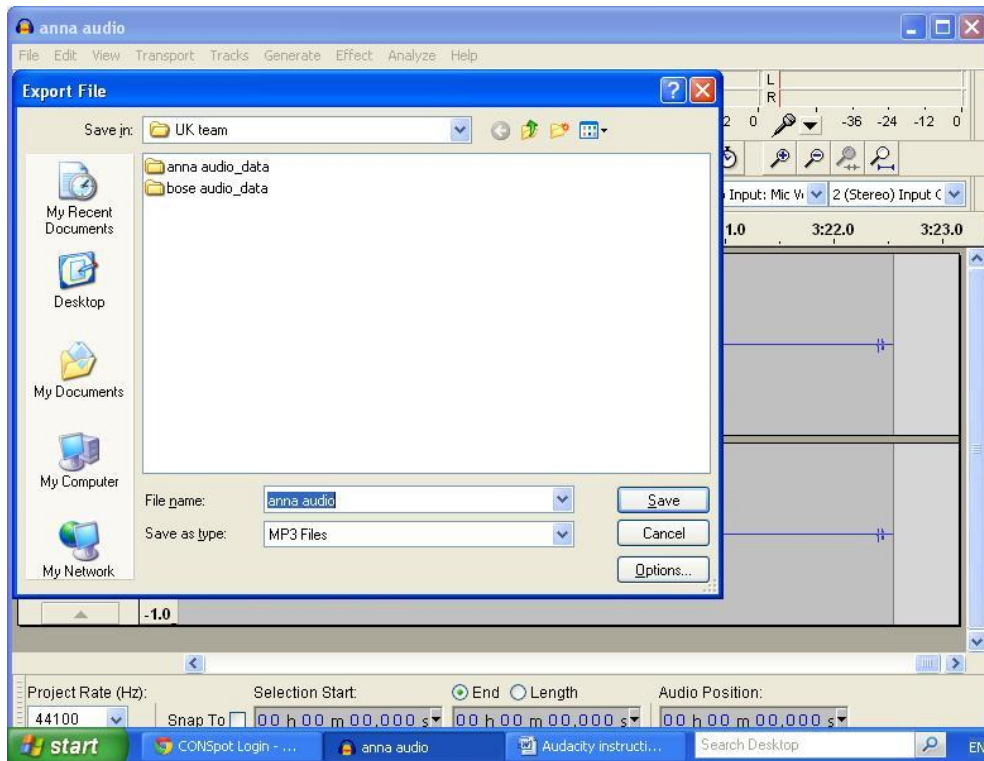 anna audio
File Edit View Transport Tracks Generate Effect Analyze Help
Export File
L
R
Save in: UK team
2 0 -36 -24 -12 0
anna audio_data
bose audio_data
My Recent Documents
Desktop
My Documents
My Computer
My Network
2 (Stereo) Input C
Input: Mic V
1.0 3:22.0 3:23.0
File name: anna audio Save
Save as type: MP3 Files Cancel
Options...
-1.0
Project Rate (Hz): Selection Start: End Length Audio Position:
44100 Snap To 00 h 00 m 00,000 s 00 h 00 m 00,000 s 00 h 00 m 00,000 s
start CONSpot Login - ... anna audio Audacity instructi... Search Desktop EN